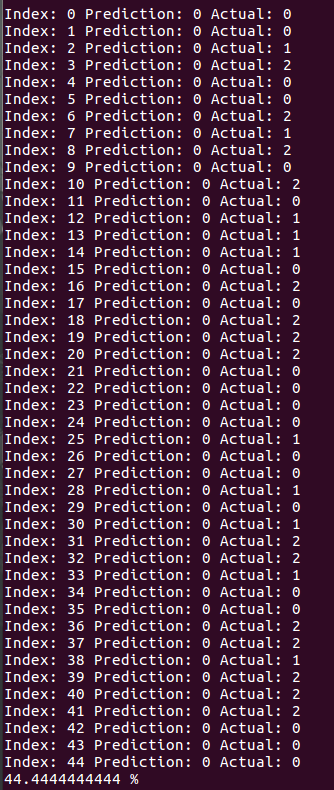 Index: 0 Prediction: 0 Actual: 0
Index: 1 Prediction: 0 Actual: 0
Index: 2 Prediction: 0 Actual: 1
Index: 3 Prediction: 0 Actual: 2
Index: 4 Prediction: 0 Actual: 0
Index: 5 Prediction: 0 Actual: 0
Index: 6 Prediction: 0 Actual: 2
Index: 7 Prediction: 0 Actual: 1
Index: 8 Prediction: 0 Actual: 2
Index: 9 Prediction: 0 Actual: 0
Index: 10 Prediction: 0 Actual: 2
Index: 11 Prediction: 0 Actual: 0
Index: 12 Prediction: 0 Actual: 1
Index: 13 Prediction: 0 Actual: 1
Index: 14 Prediction: 0 Actual: 1
Index: 15 Prediction: 0 Actual: 0
Index: 16 Prediction: 0 Actual: 2
Index: 17 Prediction: 0 Actual: 0
Index: 18 Prediction: 0 Actual: 2
Index: 19 Prediction: 0 Actual: 2
Index: 20 Prediction: 0 Actual: 2
Index: 21 Prediction: 0 Actual: 0
Index: 22 Prediction: 0 Actual: 0
Index: 23 Prediction: 0 Actual: 0
Index: 24 Prediction: 0 Actual: 0
Index: 25 Prediction: 0 Actual: 1
Index: 26 Prediction: 0 Actual: 0
Index: 27 Prediction: 0 Actual: 0
Index: 28 Prediction: 0 Actual: 1
Index: 29 Prediction: 0 Actual: 0
Index: 30 Prediction: 0 Actual: 1
Index: 31 Prediction: 0 Actual: 2
Index: 32 Prediction: 0 Actual: 2
Index: 33 Prediction: 0 Actual: 1
Index: 34 Prediction: 0 Actual: 0
Index: 35 Prediction: 0 Actual: 0
Index: 36 Prediction: 0 Actual: 2
Index: 37 Prediction: 0 Actual: 2
Index: 38 Prediction: 0 Actual: 1
Index: 39 Prediction: 0 Actual: 2
Index: 40 Prediction: 0 Actual: 2
Index: 41 Prediction: 0 Actual: 2
Index: 42 Prediction: 0 Actual: 0
Index: 43 Prediction: 0 Actual: 0
Index: 44 Prediction: 0 Actual: 0
44.4444444444 %